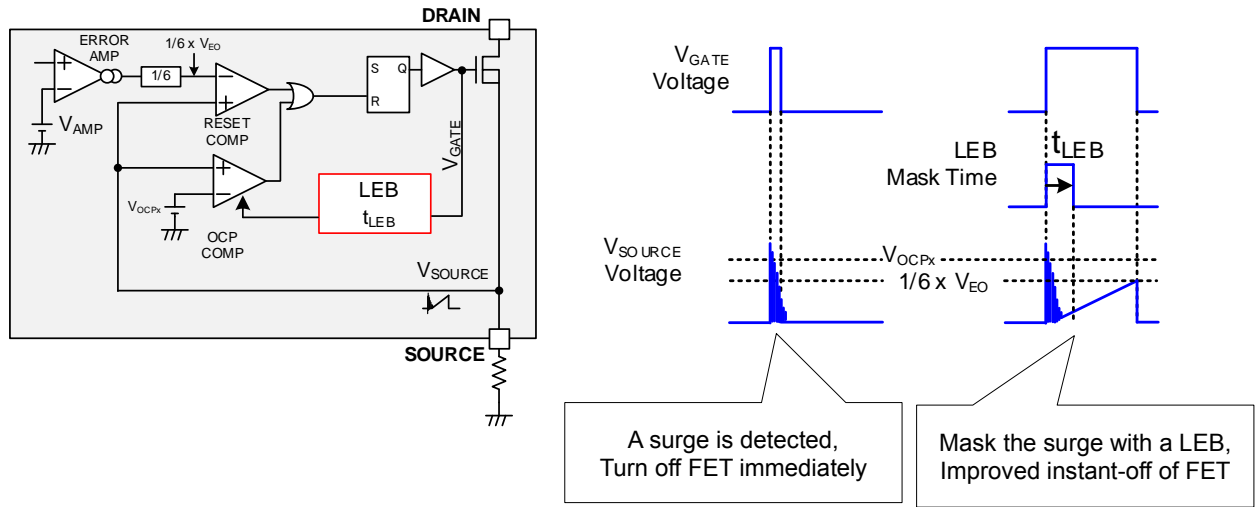 DRAIN
ERROR
AMP
1/6 x VEO
1/6
VAMP
RESET
COMP
S
Q
R
VGATE
LEB
tLEB
VOCPx
OCP
COMP
VSOURCE
SOURCE
VGATE
Voltage
LEB
Mask Time
tLEB
VSOURCE
Voltage
VOCPx
1/6 x VEO
A surge is detected,
Turn off FET immediately
Mask the surge with a LEB,
Improved instant-off of FET